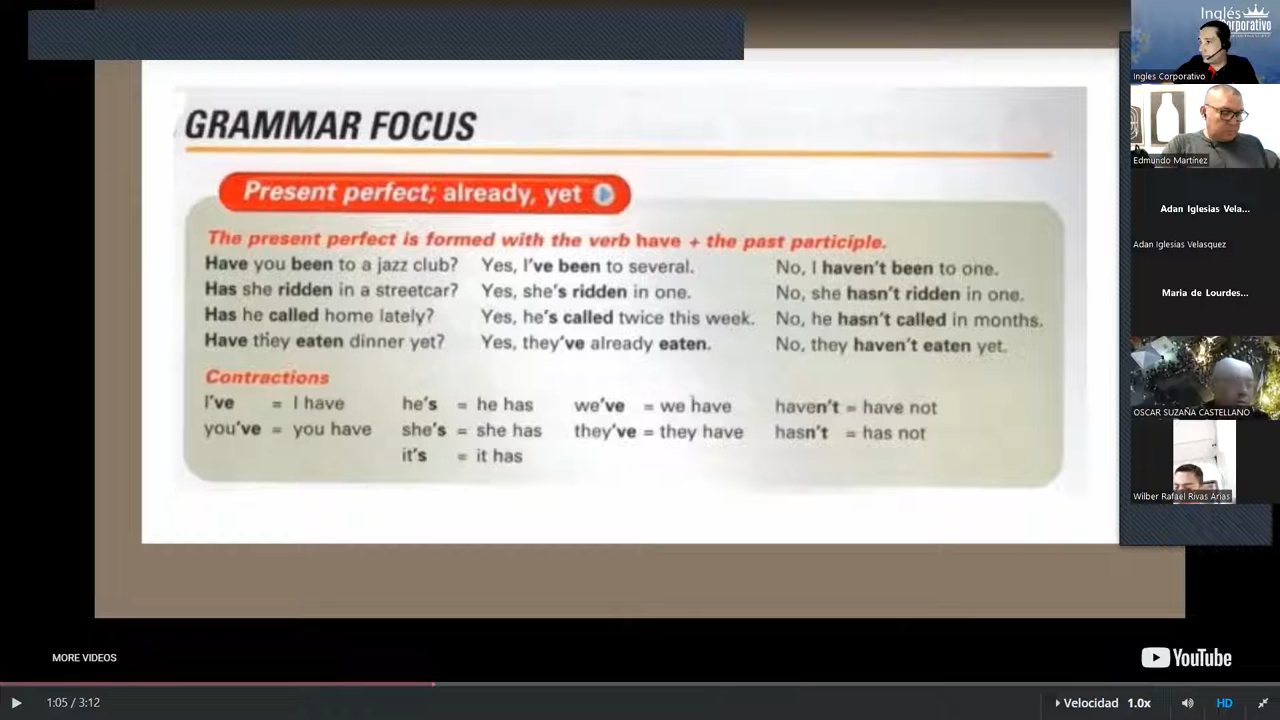 GRAMMAR FOCUS
Present perfect; already, yet
The present perfect is formed with the verb have + the past participle.
Have you been to a jazz club? Yes, I've been to several. No, I haven't been to one.
Has she ridden in a streetcar? Yes, she's ridden in one. No, she hasn't ridden in one.
Has he called home lately? Yes, he's called twice this week. No, he hasn't called in months.
Have they eaten dinner yet? Yes, they've already eaten. No, they haven't eaten yet.
Contractions
I've = I have he's = he has we've = we have haven't = have not
you've = you have she's = she has they've = they have hasn't = has not
it's = it has
Inglés
Corporativo
Ingles Corporativo
Edmundo Martínez
Adan Iglesias Vela...
Adan Iglesias Velasquez
Maria de Lourdes...
OSCAR SUZAÑA CASTELLANO
Wilber Rafael Rivas Arias
MORE VIDEOS
YouTube
1:05 / 3:12
Velocidad 1.0x
HD